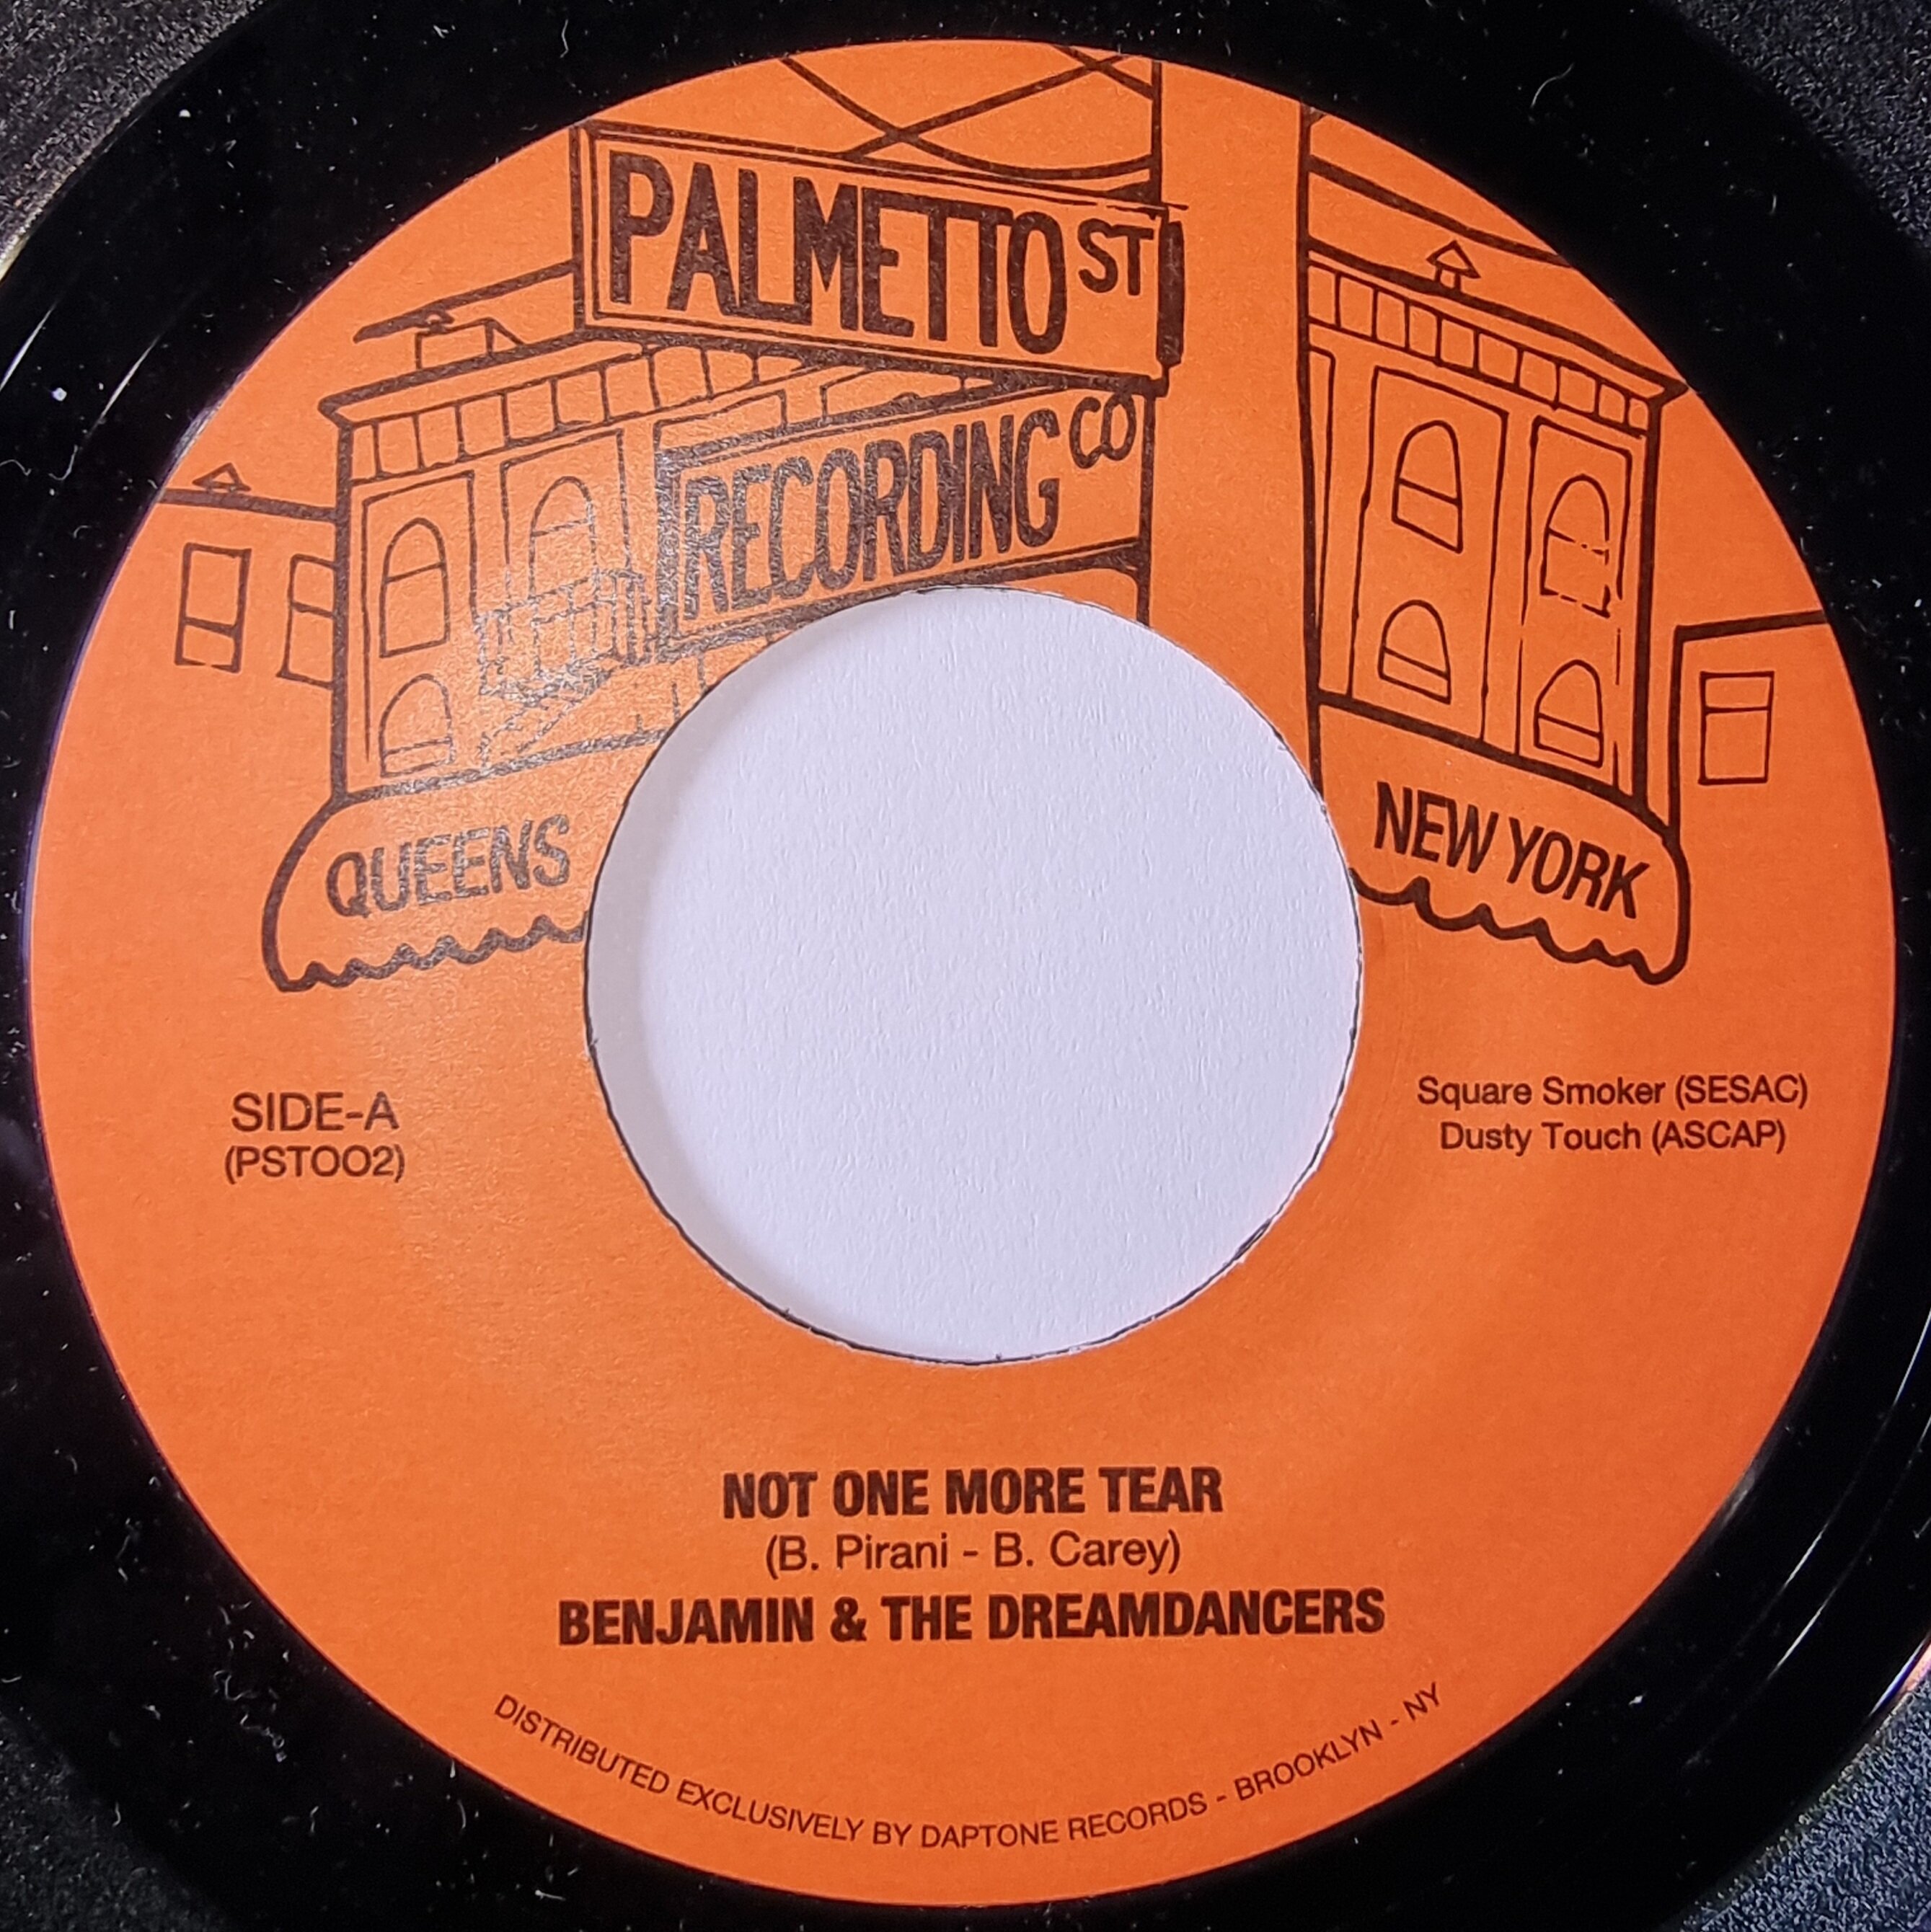 PALMETTO ST
RECORDING CO
QUEENS
NEW YORK
SIDE-A
(PST002)
Square Smoker (SESAC)
Dusty Touch (ASCAP)
NOT ONE MORE TEAR
(B. Pirani - B. Carey)
BENJAMIN & THE DREAMDANCERS
DISTRIBUTED EXCLUSIVELY BY DAPTONE RECORDS - BROOKLYN - NY